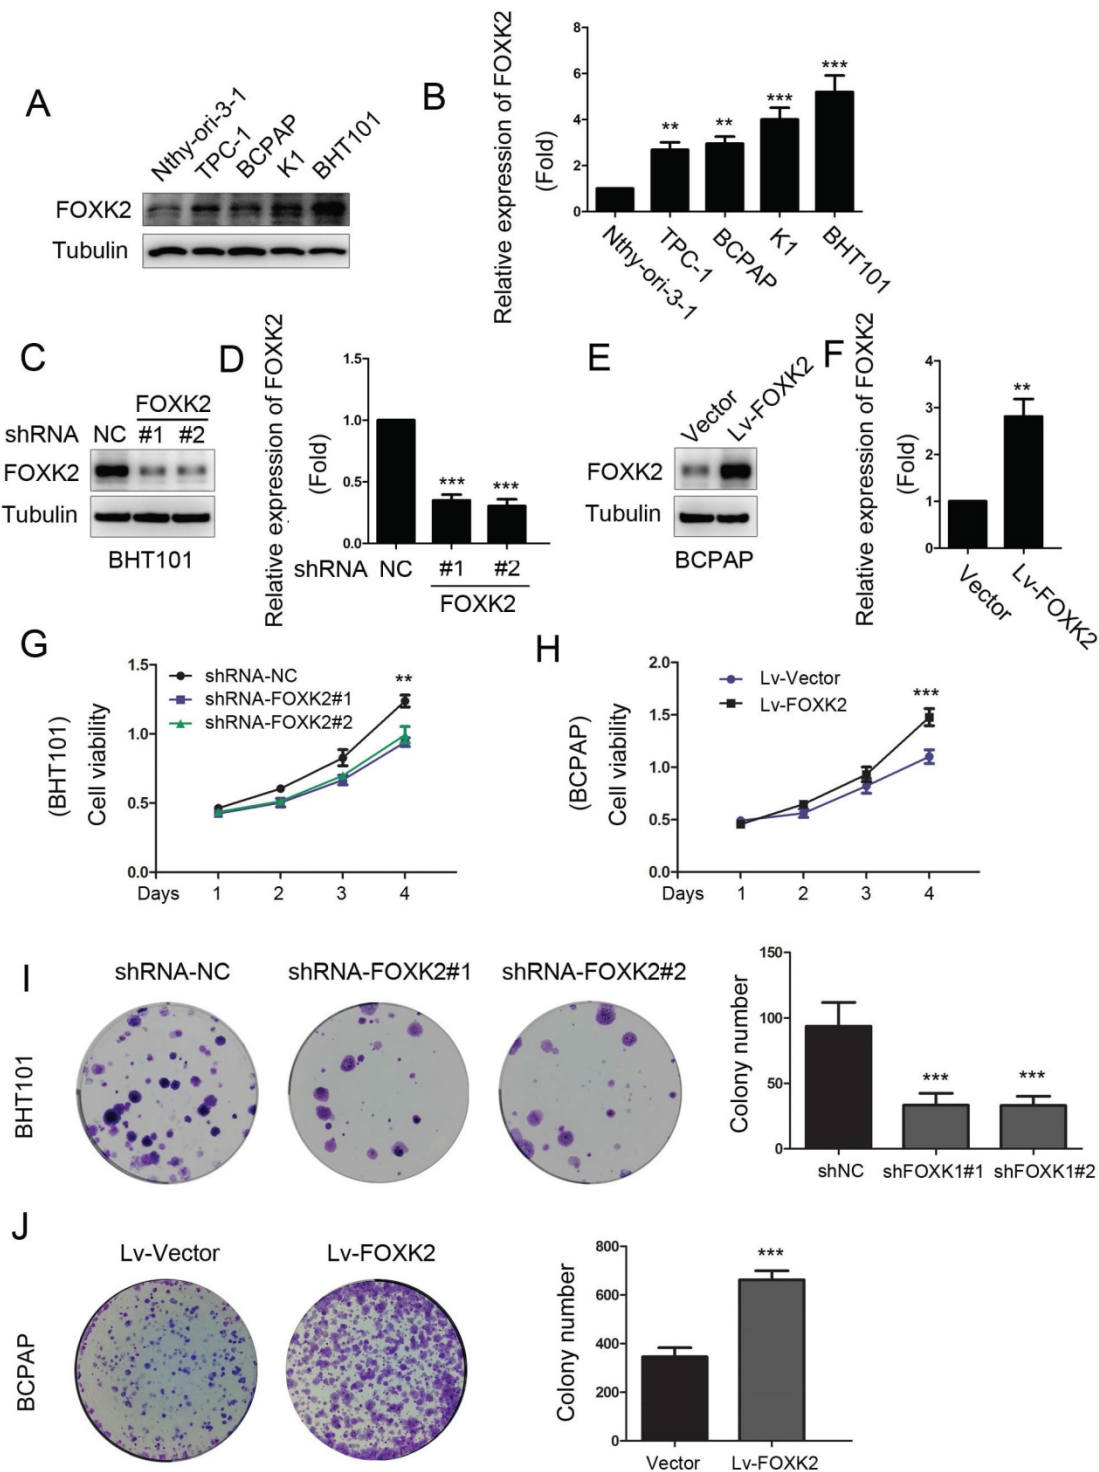 A
Nthy-ori-3-1
TPC-1
BCPAP
K1
BHT101
FOXK2
Tubulin
B
Relative expression of FOXK2
(Fold)
8
6
4
2
0
**
**
***
***
Nthy-ori-3-1
TPC-1
BCPAP
K1
BHT101
C
FOXK2
shRNA NC #1 #2
FOXK2
Tubulin
BHT101
D
Relative expression of FOXK2
(Fold)
1.5
1.0
0.5
0.0
***
***
shRNA NC #1 #2
FOXK2
E
Vector
Lv-FOXK2
FOXK2
Tubulin
BCPAP
F
Relative expression of FOXK2
(Fold)
4
3
2
1
0
**
Vector
Lv-FOXK2
G
(BHT101)
Cell viability
1.5
1.0
0.5
0.0
shRNA-NC
shRNA-FOXK2#1
shRNA-FOXK2#2
**
Days 1 2 3 4
H
(BCPAP)
Cell viability
2.0
1.5
1.0
0.5
0.0
Lv-Vector
Lv-FOXK2
***
Days 1 2 3 4
I
shRNA-NC shRNA-FOXK2#1 shRNA-FOXK2#2
BHT101
Colony number
150
100
50
0
***
***
shNC shFOXK1#1 shFOXK1#2
J
Lv-Vector Lv-FOXK2
BCPAP
Colony number
800
600
400
200
0
***
Vector Lv-FOXK2